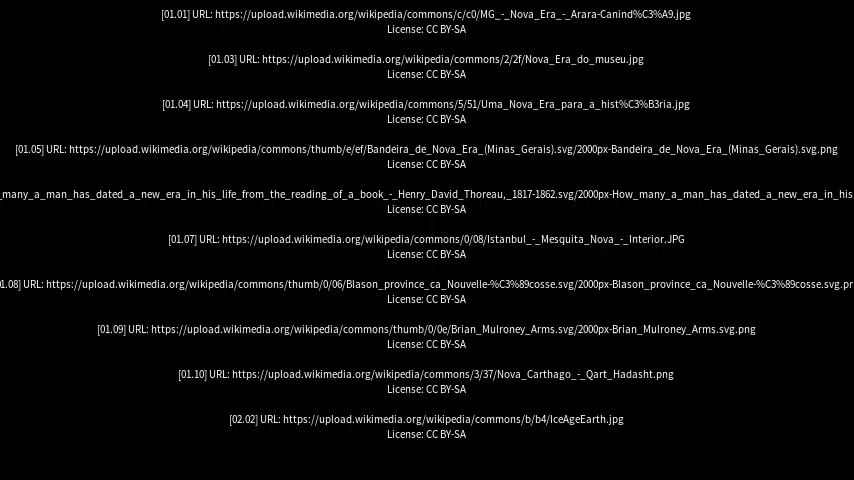 [01.01] URL: https://upload.wikimedia.org/wikipedia/commons/c/c0/MG_-_Nova_Era_-_Arara-Canind%C3%A9.jpg
License: CC BY-SA
[01.03] URL: https://upload.wikimedia.org/wikipedia/commons/2/2f/Nova_Era_do_museu.jpg
License: CC BY-SA
[01.04] URL: https://upload.wikimedia.org/wikipedia/commons/5/51/Uma_Nova_Era_para_a_hist%C3%B3ria.jpg
License: CC BY-SA
[01.05] URL: https://upload.wikimedia.org/wikipedia/commons/thumb/e/ef/Bandeira_de_Nova_Era_(Minas_Gerais).svg/2000px-Bandeira_de_Nova_Era_(Minas_Gerais).svg.png
License: CC BY-SA
_many_a_man_has_dated_a_new_era_in_his_life_from_the_reading_of_a_book_-_Henry_David_Thoreau,_1817-1862.svg/2000px-How_many_a_man_has_dated_a_new_era_in_his
License: CC BY-SA
[01.07] URL: https://upload.wikimedia.org/wikipedia/commons/0/08/Istanbul_-_Mesquita_Nova_-_Interior.JPG
License: CC BY-SA
1.08] URL: https://upload.wikimedia.org/wikipedia/commons/thumb/0/06/Blason_province_ca_Nouvelle-%C3%89cosse.svg/2000px-Blason_province_ca_Nouvelle-%C3%89cosse.svg.pr
License: CC BY-SA
[01.09] URL: https://upload.wikimedia.org/wikipedia/commons/thumb/0/0e/Brian_Mulroney_Arms.svg/2000px-Brian_Mulroney_Arms.svg.png
License: CC BY-SA
[01.10] URL: https://upload.wikimedia.org/wikipedia/commons/3/37/Nova_Carthago_-_Qart_Hadasht.png
License: CC BY-SA
[02.02] URL: https://upload.wikimedia.org/wikipedia/commons/b/b4/IceAgeEarth.jpg
License: CC BY-SA